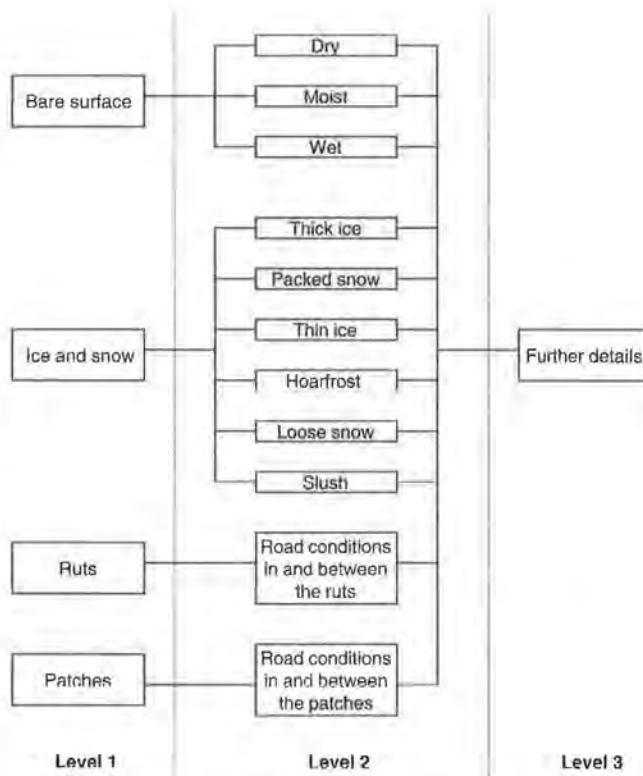 Dry
Bare surface
Moist
Wet
Thick ice
Packed snow
Thin ice
Ice and snow
Further details
Hoarfrost
Loose snow
Slush
Ruts
Road conditions
in and between
the ruts
Patches
Road conditions
in and between
the patches
Level 1
Level 2
Level 3